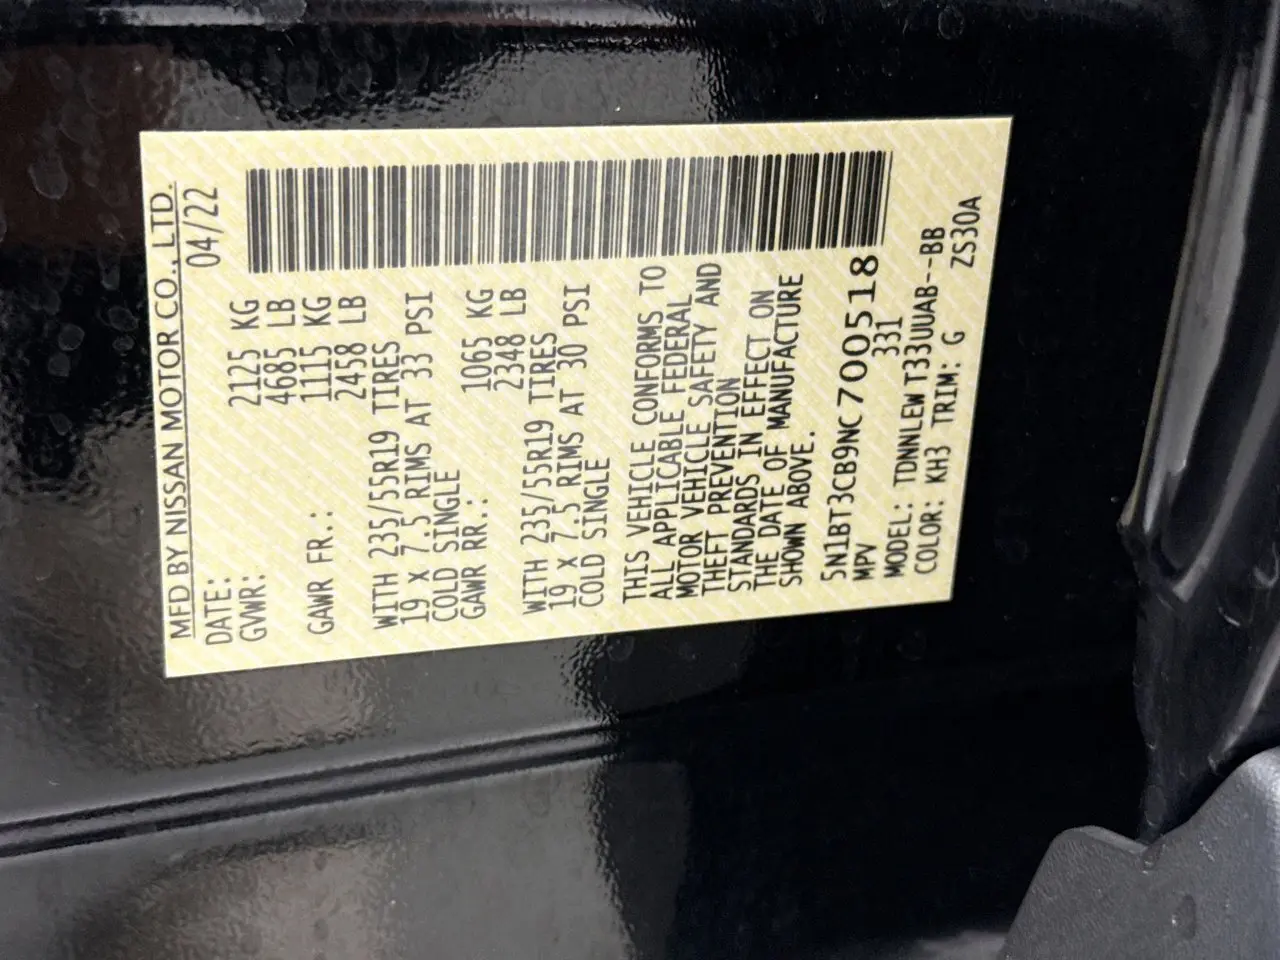 MFD BY NISSAN MOTOR CO., LTD.
DATE: 04/22
GVWR: 2125 KG
4685 LB
GAWR FR.: 1115 KG
2458 LB
WITH 235/55R19 TIRES
19 X 7.5 RIMS AT 33 PSI
COLD SINGLE
GAWR RR.: 1065 KG
2348 LB
WITH 235/55R19 TIRES
19 X 7.5 RIMS AT 30 PSI
COLD SINGLE
THIS VEHICLE CONFORMS TO
ALL APPLICABLE FEDERAL
MOTOR VEHICLE SAFETY AND
THEFT PREVENTION
STANDARDS IN EFFECT ON
THE DATE OF MANUFACTURE
SHOWN ABOVE.
5N1BT3CB9NC700518
MPV 331
MODEL: TDNNLEWT33UUAB--BB
COLOR: KH3 TRIM: G ZS30A